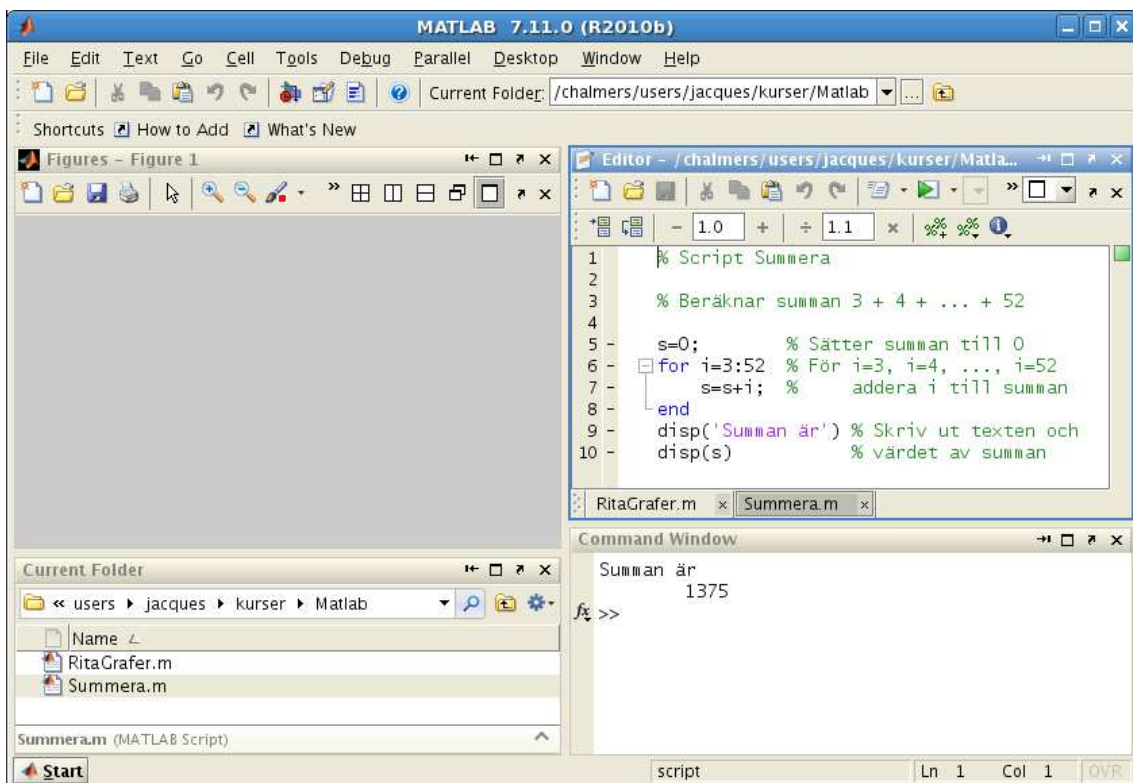 MATLAB 7.11.0 (R2010b)
File Edit Text Go Cell Tools Debug Parallel Desktop Window Help
Current Folder: /chalmers/users/jacques/kurser/Matlab
Shortcuts How to Add What's New
Figures - Figure 1
Editor - /chalmers/users/jacques/kurser/Matla...
- 1.0 + ÷ 1.1 ×
1 % Script Summera
2
3 % Beräknar summan 3 + 4 + ... + 52
4
5 - s=0; % Sätter summan till 0
6 - for i=3:52 % För i=3, i=4, ..., i=52
7 - s=s+i; % addera i till summan
8 - end
9 - disp('Summan är') % Skriv ut texten och
10 - disp(s) % värdet av summan
RitaGrafer.m × Summera.m ×
Command Window
Summan är
1375
fx >>
Current Folder
« users ▸ jacques ▸ kurser ▸ Matlab
Name
RitaGrafer.m
Summera.m
Summera.m (MATLAB Script)
Start
script Ln 1 Col 1 OVR